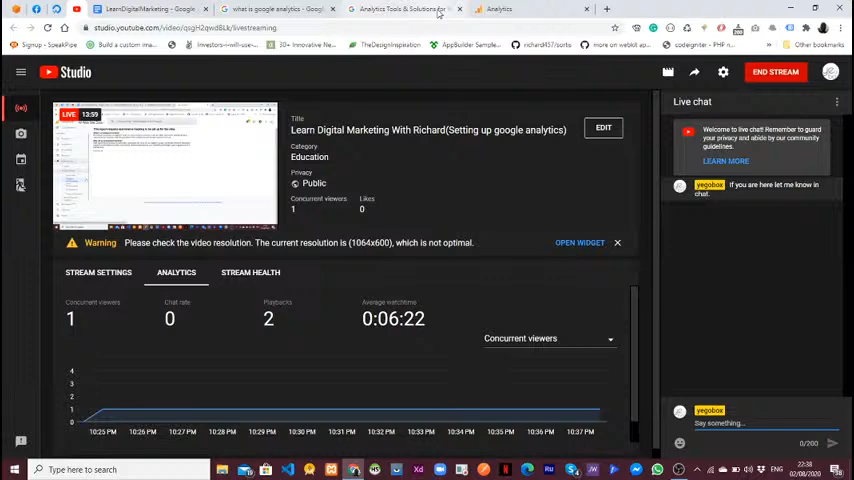 LearnDigitalMarketing - Google
what is google analytics - Goog
Analytics Tools & Solutions for
Analytics
studio.youtube.com/video/qsgH2qwdBLk/livestreaming
Signup - SpeakPipe
Build a custom imag...
Investors-i-will-use...
30+ Innovative New...
TheDesignInspiration
AppBuilder Sample...
richard457/sorts
more on webkit ap...
codeigniter - PHP n...
Other bookmarks
Studio
END STREAM
LIVE 13:59
Title
Learn Digital Marketing With Richard(Setting up google analytics)
EDIT
Category
Education
Privacy
Public
Concurrent viewers
Likes
1
0
Warning Please check the video resolution. The current resolution is (1064x600), which is not optimal.
OPEN WIDGET
STREAM SETTINGS
ANALYTICS
STREAM HEALTH
Concurrent viewers
Chat rate
Playbacks
Average watchtime
1
0
2
0:06:22
Concurrent viewers
4
3
2
1
0
10:25 PM
10:26 PM
10:27 PM
10:28 PM
10:29 PM
10:30 PM
10:31 PM
10:32 PM
10:33 PM
10:34 PM
10:35 PM
10:36 PM
10:37 PM
Live chat
Welcome to live chat! Remember to guard
your privacy and abide by our community
guidelines.
LEARN MORE
yegobox If you are here let me know in
chat.
yegobox
Say something...
0/200
Type here to search
ENG
22:38
02/08/2020